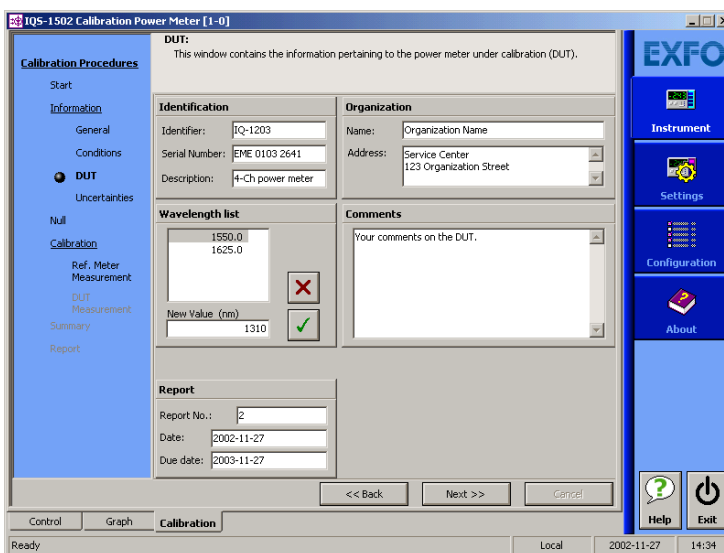 IQS-1502 Calibration Power Meter [1-0]
Calibration Procedures
Start
Information
General
Conditions
DUT
Uncertainties
Null
Calibration
Ref. Meter
Measurement
DUT
Measurement
Summary
Report
DUT:
This window contains the information pertaining to the power meter under calibration (DUT).
Identification
Identifier: IQ-1203
Serial Number: EME 0103 2641
Description: 4-Ch power meter
Organization
Name: Organization Name
Address: Service Center
123 Organization Street
Wavelength list
1550.0
1625.0
New Value (nm)
1310
Comments
Your comments on the DUT.
Report
Report No.: 2
Date: 2002-11-27
Due date: 2003-11-27
<< Back
Next >>
Cancel
EXFO
Instrument
Settings
Configuration
About
Help
Exit
Control
Graph
Calibration
Ready
Local
2002-11-27
14:34